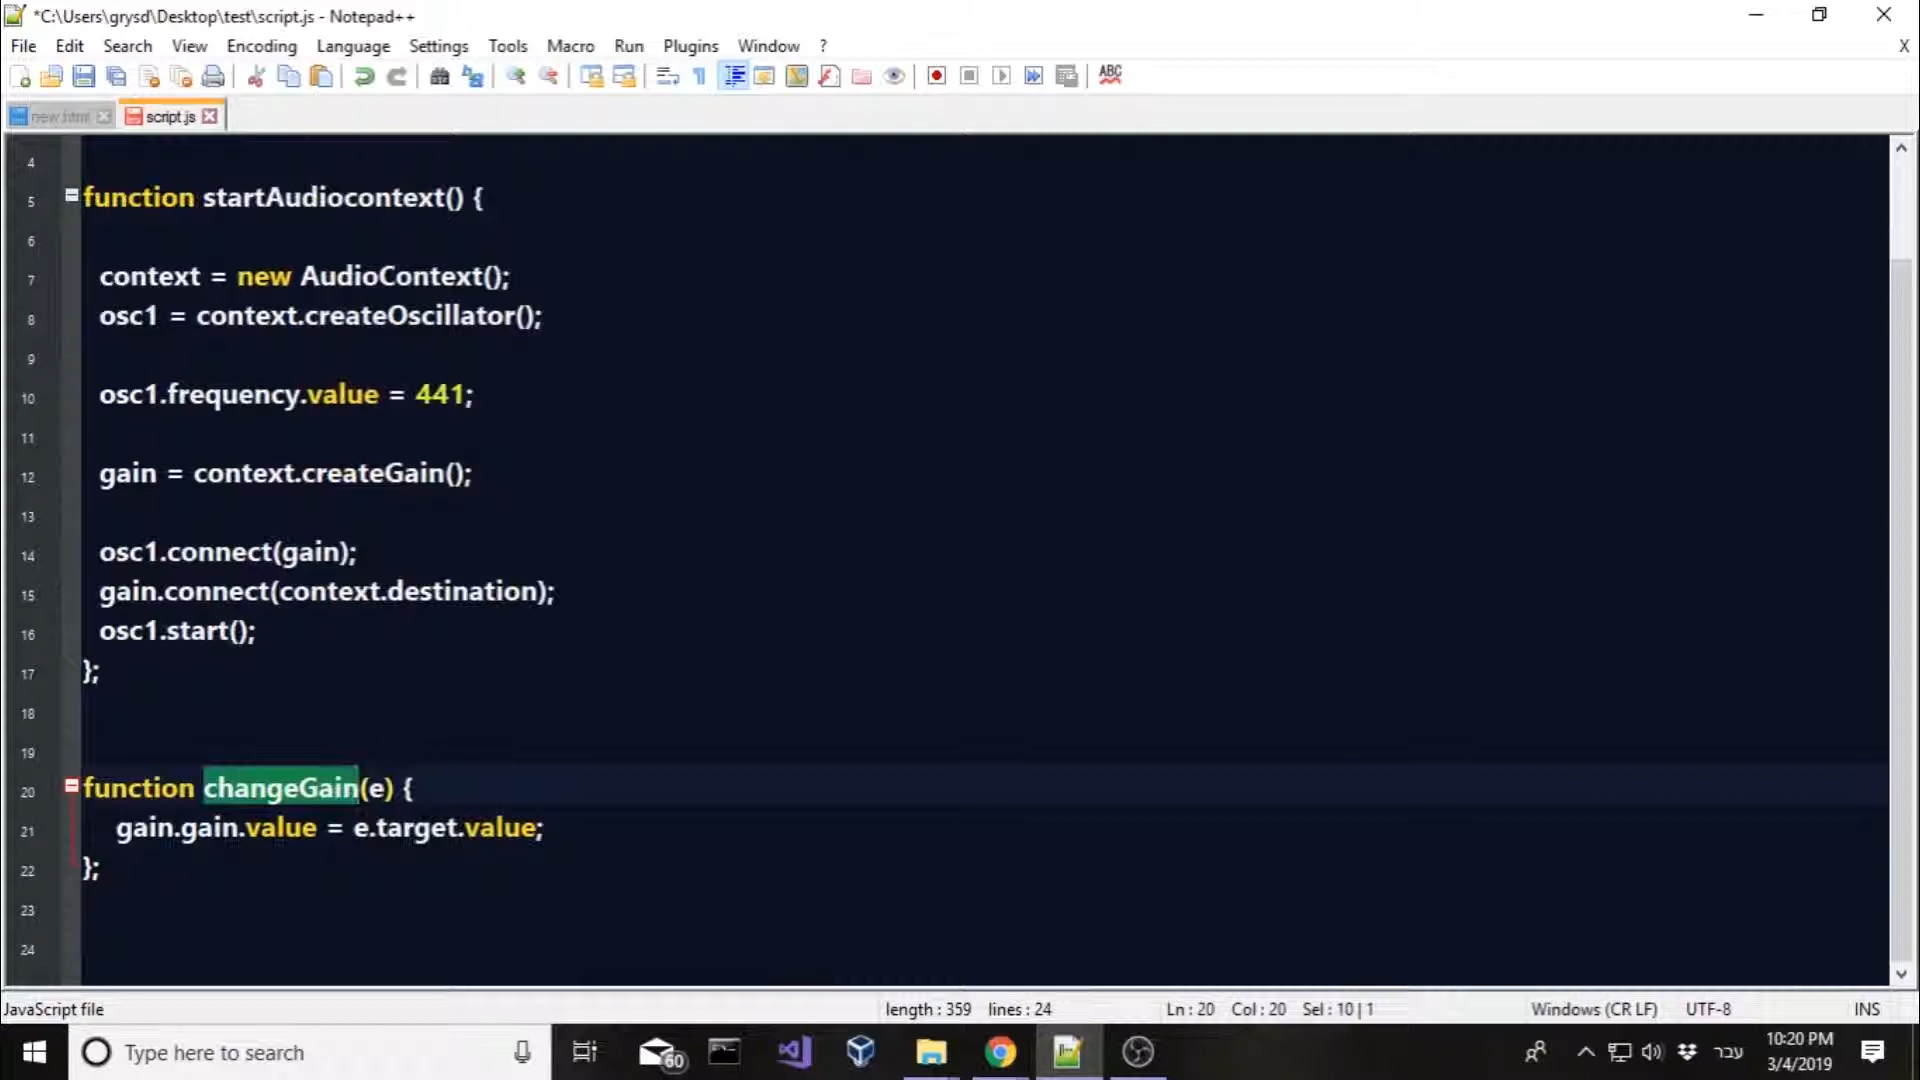 *C:\Users\grysd\Desktop\test\script.js - Notepad++
File Edit Search View Encoding Language Settings Tools Macro Run Plugins Window ? X
ABC
new.html script.js
4
5 function startAudiocontext() {
6
7 context = new AudioContext();
8 osc1 = context.createOscillator();
9
10 osc1.frequency.value = 441;
11
12 gain = context.createGain();
13
14 osc1.connect(gain);
15 gain.connect(context.destination);
16 osc1.start();
17 };
18
19
20 function changeGain(e) {
21 gain.gain.value = e.target.value;
22 };
23
24
JavaScript file length : 359 lines : 24 Ln : 20 Col : 20 Sel : 10 | 1 Windows (CR LF) UTF-8 INS
Type here to search 60 עבר 10:20 PM
3/4/2019